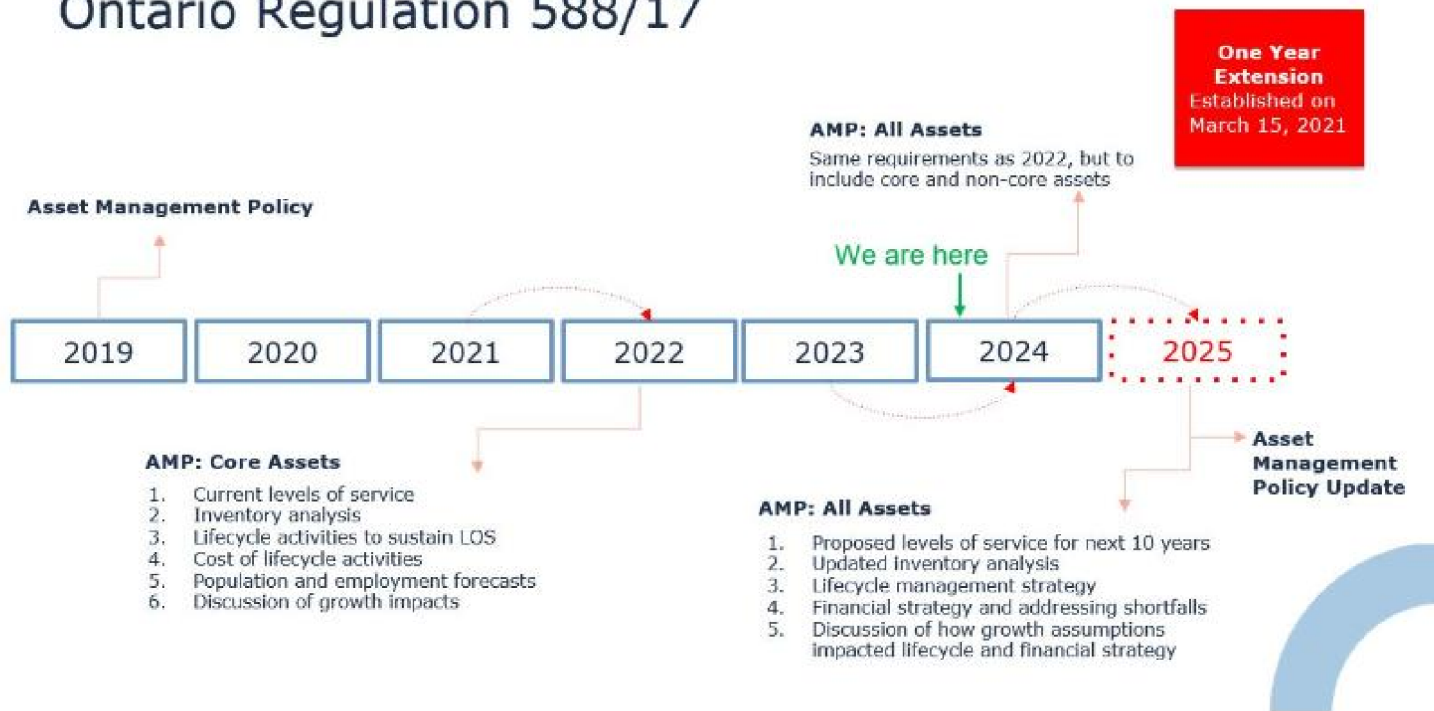 Ontario Regulation 588/17
One Year
Extension
Established on
March 15, 2021
AMP: All Assets
Same requirements as 2022, but to
include core and non-core assets
Asset Management Policy
We are here
2019
2020
2021
2022
2023
2024
2025
AMP: Core Assets
1. Current levels of service
2. Inventory analysis
3. Lifecycle activities to sustain LOS
4. Cost of lifecycle activities
5. Population and employment forecasts
6. Discussion of growth impacts
Asset
Management
Policy Update
AMP: All Assets
1. Proposed levels of service for next 10 years
2. Updated inventory analysis
3. Lifecycle management strategy
4. Financial strategy and addressing shortfalls
5. Discussion of how growth assumptions
impacted lifecycle and financial strategy